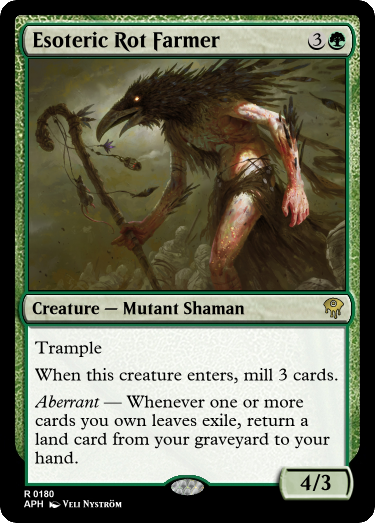 Esoteric Rot Farmer 3
Creature — Mutant Shaman
Trample
When this creature enters, mill 3 cards.
Aberrant — Whenever one or more
cards you own leaves exile, return a
land card from your graveyard to your
hand.
4/3
R 0180
APH Veli Nyström